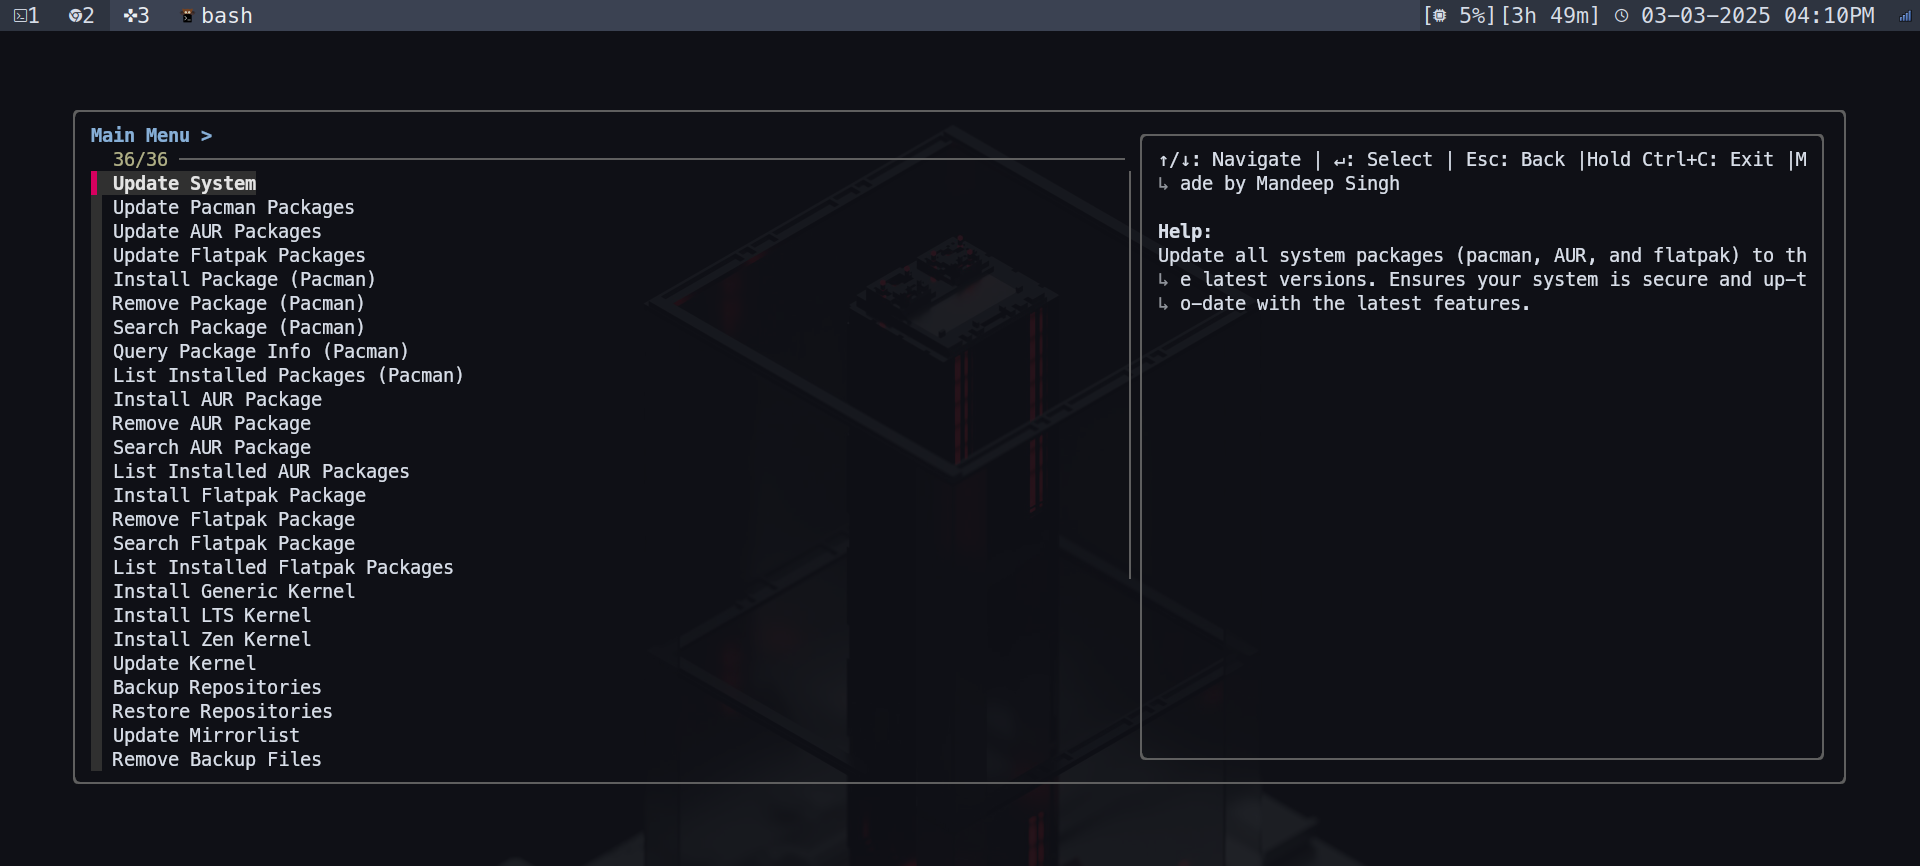 1 2 3 bash [ 5%][3h 49m] 03-03-2025 04:10PM
Main Menu >
36/36
Update System
Update Pacman Packages
Update AUR Packages
Update Flatpak Packages
Install Package (Pacman)
Remove Package (Pacman)
Search Package (Pacman)
Query Package Info (Pacman)
List Installed Packages (Pacman)
Install AUR Package
Remove AUR Package
Search AUR Package
List Installed AUR Packages
Install Flatpak Package
Remove Flatpak Package
Search Flatpak Package
List Installed Flatpak Packages
Install Generic Kernel
Install LTS Kernel
Install Zen Kernel
Update Kernel
Backup Repositories
Restore Repositories
Update Mirrorlist
Remove Backup Files
↑/↓: Navigate | ↵: Select | Esc: Back |Hold Ctrl+C: Exit |M
↳ ade by Mandeep Singh
Help:
Update all system packages (pacman, AUR, and flatpak) to th
↳ e latest versions. Ensures your system is secure and up-t
↳ o-date with the latest features.